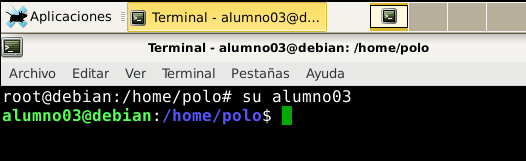 Aplicaciones
Terminal - alumno03@d...
Terminal - alumno03@debian: /home/polo
Archivo Editar Ver Terminal Pestañas Ayuda
root@debian:/home/polo# su alumno03
alumno03@debian:/home/polo$